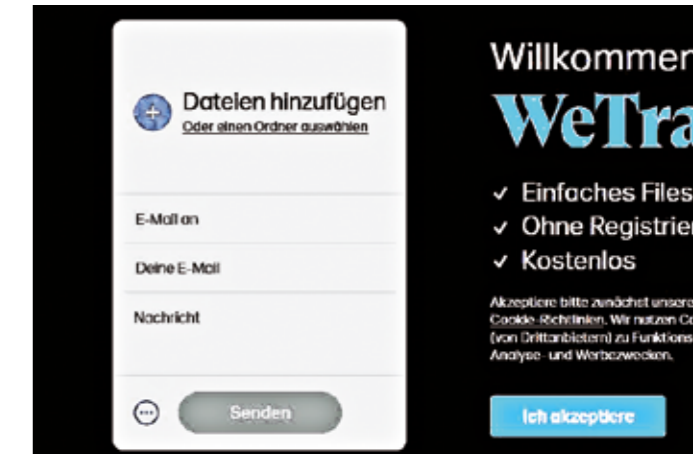 Dateien hinzufügen
Oder einen Ordner auswählen
E-Mail an
Deine E-Mail
Nachricht
Senden
Willkommen
WeTra
Einfaches Files
Ohne Registrier
Kostenlos
Akzeptiere bitte zunächst unsere
Cookie-Richtlinien. Wir nutzen Co
(von Drittanbietern) zu Funktions
Analyse- und Werbezwecken.
Ich akzeptiere